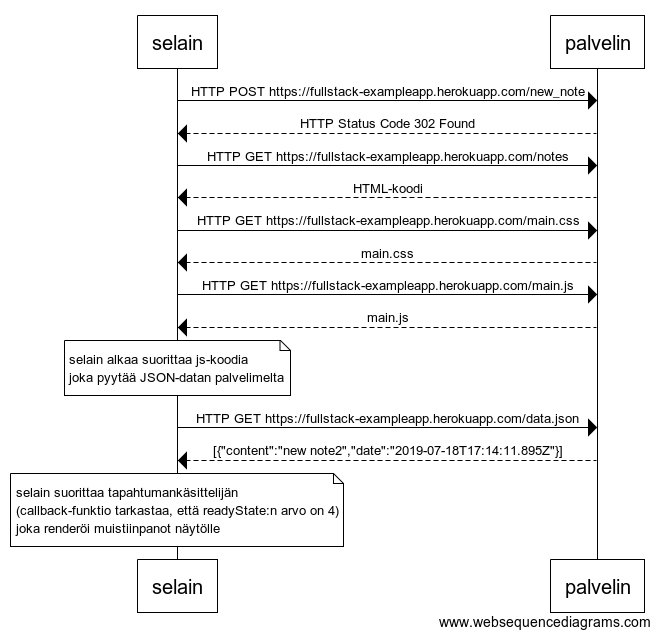 selain
palvelin
HTTP POST https://fullstack-exampleapp.herokuapp.com/new_note
HTTP Status Code 302 Found
HTTP GET https://fullstack-exampleapp.herokuapp.com/notes
HTML-koodi
HTTP GET https://fullstack-exampleapp.herokuapp.com/main.css
main.css
HTTP GET https://fullstack-exampleapp.herokuapp.com/main.js
main.js
selain alkaa suorittaa js-koodia
joka pyytää JSON-datan palvelimelta
HTTP GET https://fullstack-exampleapp.herokuapp.com/data.json
[{"content":"new note2","date":"2019-07-18T17:14:11.895Z"}]
selain suorittaa tapahtumankäsittelijän
(callback-funktio tarkastaa, että readyState:n arvo on 4)
joka renderöi muistiinpanot näytölle
selain
palvelin
www.websequencediagrams.com